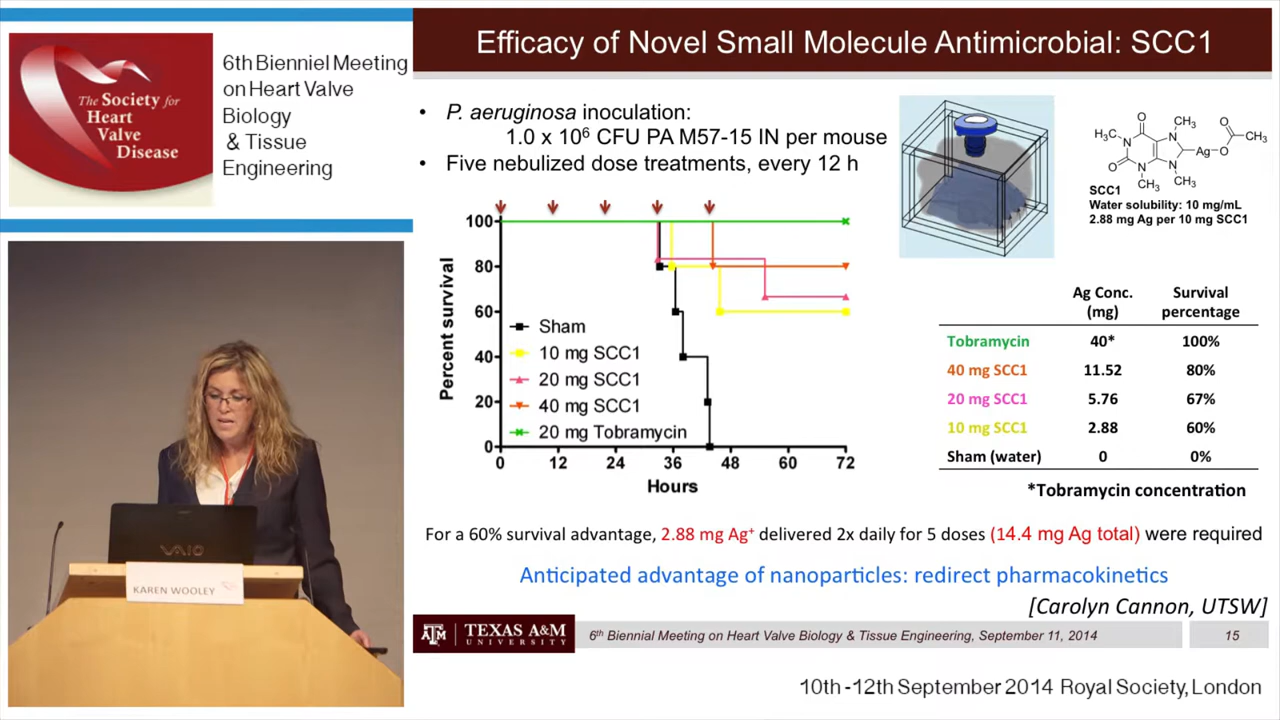 Efficacy of Novel Small Molecule Antimicrobial: SCC1
The Society for
Heart
Valve
Disease
6th Bienniel Meeting
on Heart Valve
Biology
& Tissue
Engineering
• P. aeruginosa inoculation:
1.0 x 10⁶ CFU PA M57-15 IN per mouse
• Five nebulized dose treatments, every 12 h
H₃C
O
CH₃
N
N
O
N
N
CH₃
CH₃
Ag
O
O
CH₃
SCC1
Water solubility: 10 mg/mL
2.88 mg Ag per 10 mg SCC1
Percent survival
100
80
60
40
20
0
Sham
10 mg SCC1
20 mg SCC1
40 mg SCC1
20 mg Tobramycin
0 12 24 36 48 60 72
Hours
Ag Conc. (mg) Survival percentage
Tobramycin 40* 100%
40 mg SCC1 11.52 80%
20 mg SCC1 5.76 67%
10 mg SCC1 2.88 60%
Sham (water) 0 0%
*Tobramycin concentration
For a 60% survival advantage, 2.88 mg Ag⁺ delivered 2x daily for 5 doses (14.4 mg Ag total) were required
Anticipated advantage of nanoparticles: redirect pharmacokinetics
[Carolyn Cannon, UTSW]
VAIO
KAREN WOOLEY
ATM
TEXAS A&M
UNIVERSITY
6th Biennial Meeting on Heart Valve Biology & Tissue Engineering, September 11, 2014
15
10th -12th September 2014 Royal Society, London